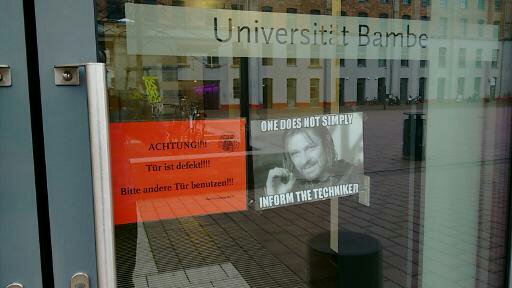 Universität Bambe
ACHTUNG!!!!
Tür ist defekt!!!!
Bitte andere Tür benutzen!!!
ONE DOES NOT SIMPLY
INFORM THE TECHNIKER